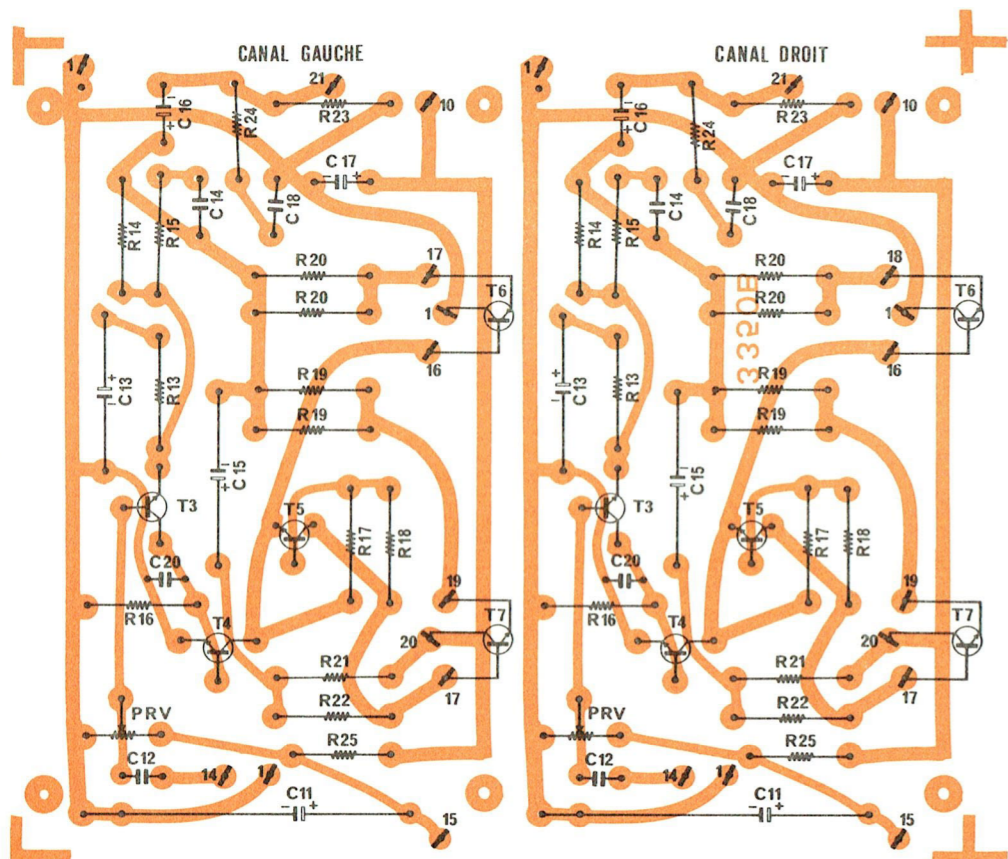 CANAL GAUCHE
CANAL DROIT
1
21
C16
R24
R23
10
C17
R14
R15
C14
C18
R20
17
R20
T6
1
16
C13
R13
R19
R19
C15
T3
T5
R17
R18
C20
R16
T4
19
T7
20
R21
17
R22
PRV
R25
C12
14
1
C11
15
1
21
C16
R24
R23
10
C17
R14
R15
C14
C18
R20
18
R20
T6
1
3350B
16
C13
R13
R19
R19
C15
T3
T5
R17
R18
C20
R16
T4
19
T7
20
R21
17
R22
PRV
R25
C12
14
1
C11
15